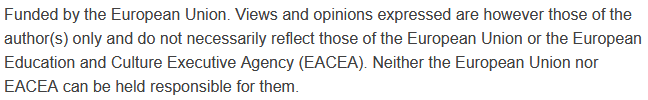 Funded by the European Union. Views and opinions expressed are however those of the
author(s) only and do not necessarily reflect those of the European Union or the European
Education and Culture Executive Agency (EACEA). Neither the European Union nor
EACEA can be held responsible for them.